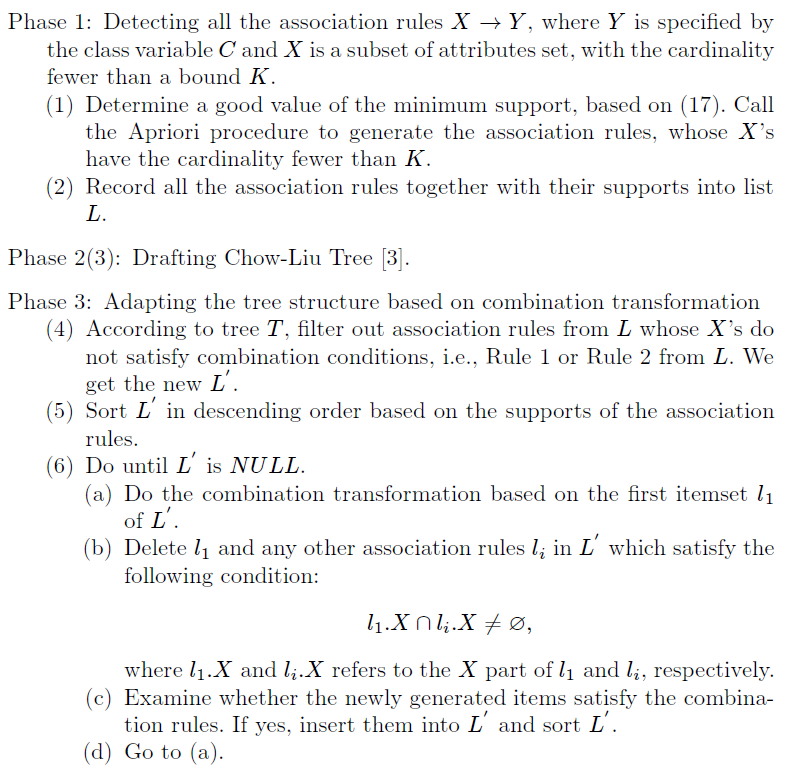 Phase 1: Detecting all the association rules X → Y, where Y is specified by
the class variable C and X is a subset of attributes set, with the cardinality
fewer than a bound K.
(1) Determine a good value of the minimum support, based on (17). Call
the Apriori procedure to generate the association rules, whose X's
have the cardinality fewer than K.
(2) Record all the association rules together with their supports into list
L.
Phase 2(3): Drafting Chow-Liu Tree [3].
Phase 3: Adapting the tree structure based on combination transformation
(4) According to tree T, filter out association rules from L whose X's do
not satisfy combination conditions, i.e., Rule 1 or Rule 2 from L. We
get the new L′.
(5) Sort L′ in descending order based on the supports of the association
rules.
(6) Do until L′ is NULL.
(a) Do the combination transformation based on the first itemset l₁
of L′.
(b) Delete l₁ and any other association rules lᵢ in L′ which satisfy the
following condition:
l₁.X ∩ lᵢ.X ≠ ∅,
where l₁.X and lᵢ.X refers to the X part of l₁ and lᵢ, respectively.
(c) Examine whether the newly generated items satisfy the combina-
tion rules. If yes, insert them into L′ and sort L′.
(d) Go to (a).